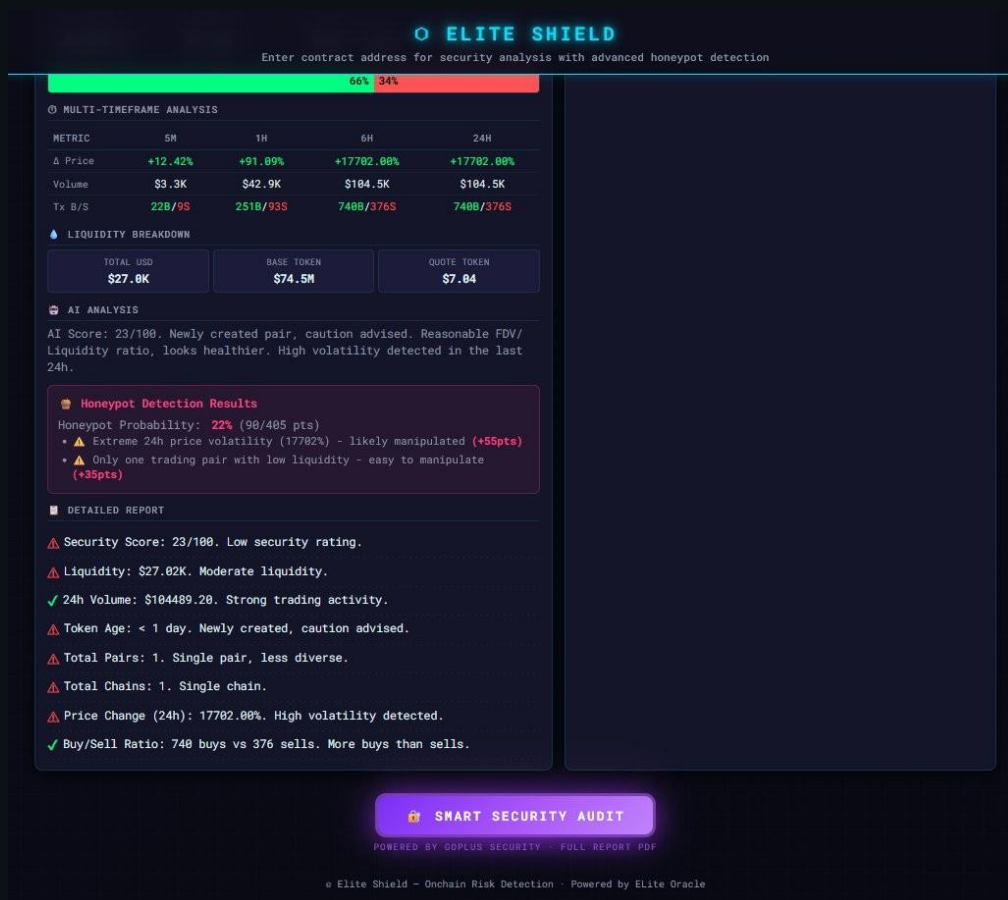 ELITE SHIELD
Enter contract address for security analysis with advanced honeypot detection
66% 34%
MULTI-TIMEFRAME ANALYSIS
METRIC 5M 1H 6H 24H
Δ Price +12.42% +91.09% +17702.00% +17702.00%
Volume $3.3K $42.9K $104.5K $104.5K
Tx B/S 22B/9S 251B/93S 740B/376S 740B/376S
LIQUIDITY BREAKDOWN
TOTAL USD BASE TOKEN QUOTE TOKEN
$27.0K $74.5M $7.04
AI ANALYSIS
AI Score: 23/100. Newly created pair, caution advised. Reasonable FDV/
Liquidity ratio, looks healthier. High volatility detected in the last
24h.
Honeypot Detection Results
Honeypot Probability: 22% (90/405 pts)
• ⚠️ Extreme 24h price volatility (17702%) - likely manipulated (+55pts)
• ⚠️ Only one trading pair with low liquidity - easy to manipulate
(+35pts)
DETAILED REPORT
Security Score: 23/100. Low security rating.
Liquidity: $27.02K. Moderate liquidity.
24h Volume: $104489.20. Strong trading activity.
Token Age: < 1 day. Newly created, caution advised.
Total Pairs: 1. Single pair, less diverse.
Total Chains: 1. Single chain.
Price Change (24h): 17702.00%. High volatility detected.
Buy/Sell Ratio: 740 buys vs 376 sells. More buys than sells.
SMART SECURITY AUDIT
POWERED BY GOPLUS SECURITY · FULL REPORT PDF
© Elite Shield — Onchain Risk Detection · Powered by ELite Oracle